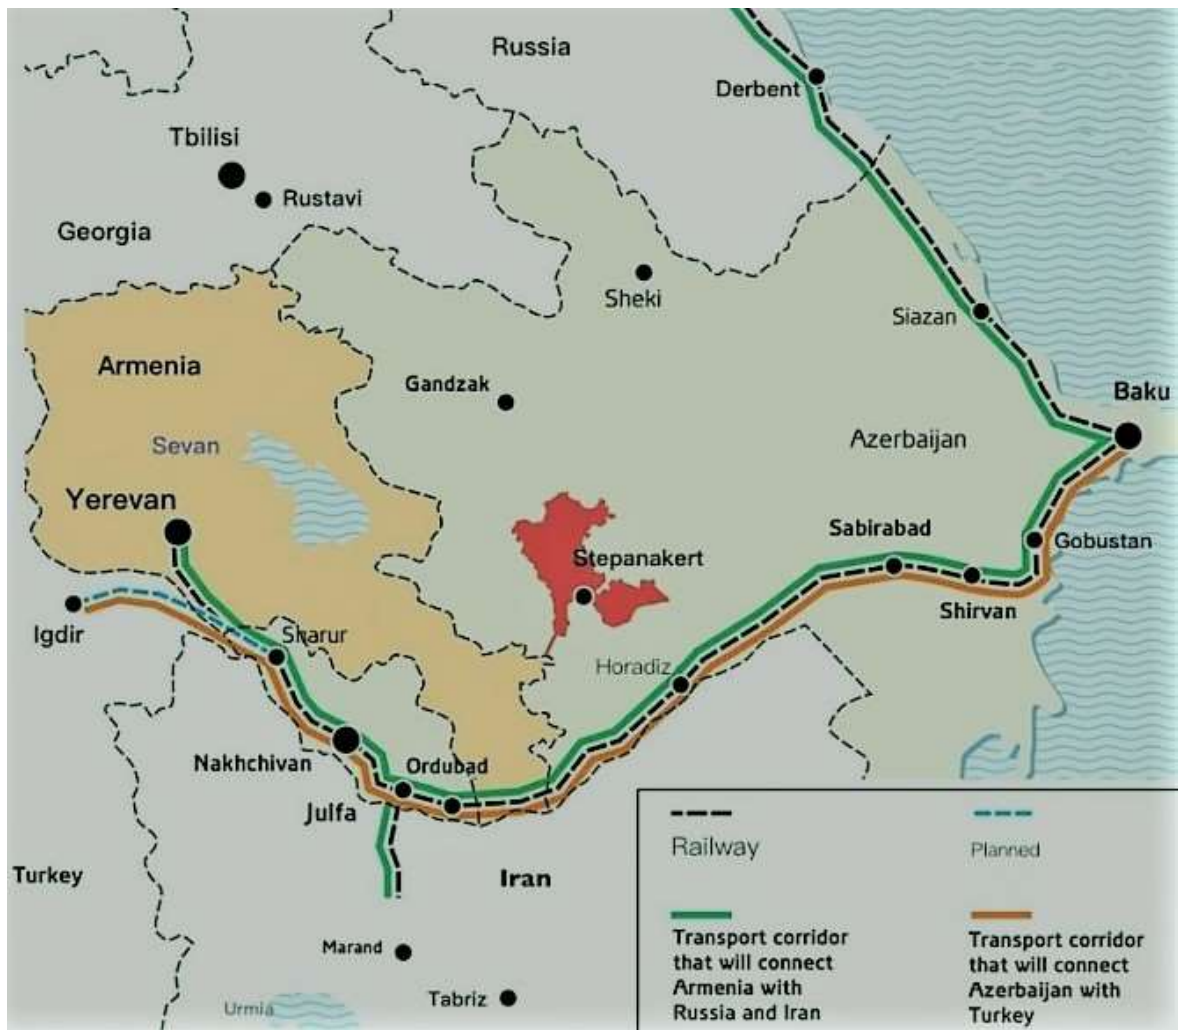 Russia
Derbent
Tbilisi
Rustavi
Georgia
Sheki
Siazan
Armenia
Gandzak
Baku
Sevan
Azerbaijan
Yerevan
Sabirabad
Gobustan
Stepanakert
Shirvan
Igdir
Sharur
Horadiz
Nakhchivan
Ordubad
Julfa
Turkey
Iran
Marand
Tabriz
Urmia
Railway
Planned
Transport corridor
that will connect
Armenia with
Russia and Iran
Transport corridor
that will connect
Azerbaijan with
Turkey